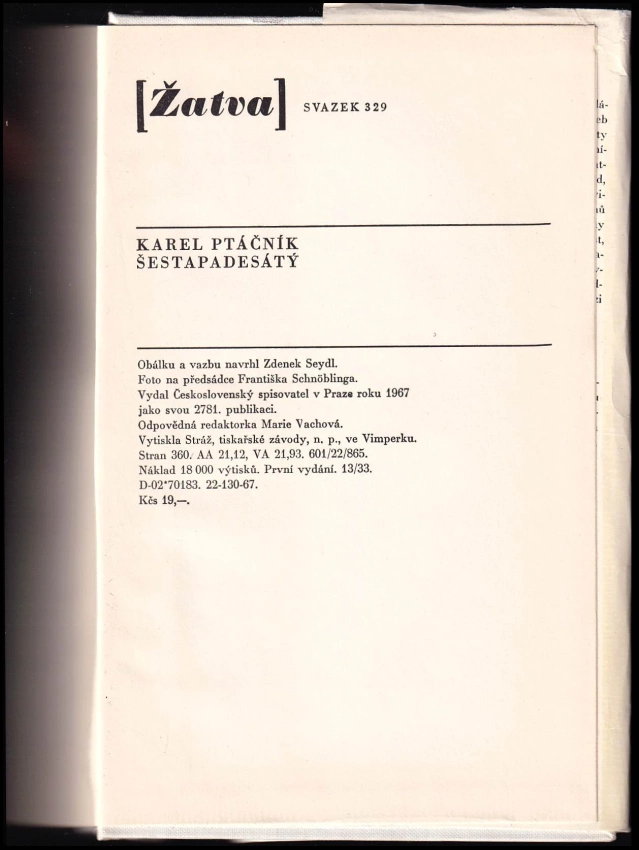 [Žatva] SVAZEK 329
KAREL PTÁČNÍK
ŠESTAPADESÁTÝ
Obálku a vazbu navrhl Zdenek Seydl.
Foto na předsádce Františka Schnöblinga.
Vydal Československý spisovatel v Praze roku 1967
jako svou 2781. publikaci.
Odpovědná redaktorka Marie Vachová.
Vytiskla Stráž, tiskařské závody, n. p., ve Vimperku.
Stran 360. AA 21,12, VA 21,93. 601/22/865.
Náklad 18 000 výtisků. První vydání. 13/33.
D-02*70183. 22-130-67.
Kčs 19,—.